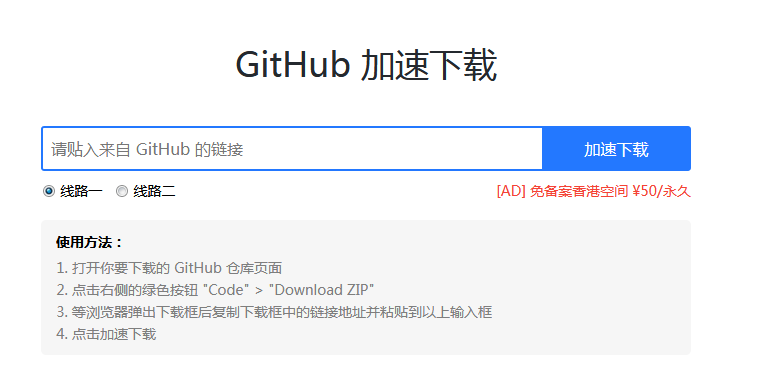 GitHub 加速下载
请贴入来自 GitHub 的链接
加速下载
线路一 线路二
[AD] 免备案香港空间 ¥50/永久
使用方法：
1. 打开你要下载的 GitHub 仓库页面
2. 点击右侧的绿色按钮 "Code" > "Download ZIP"
3. 等浏览器弹出下载框后复制下载框中的链接地址并粘贴到以上输入框
4. 点击加速下载